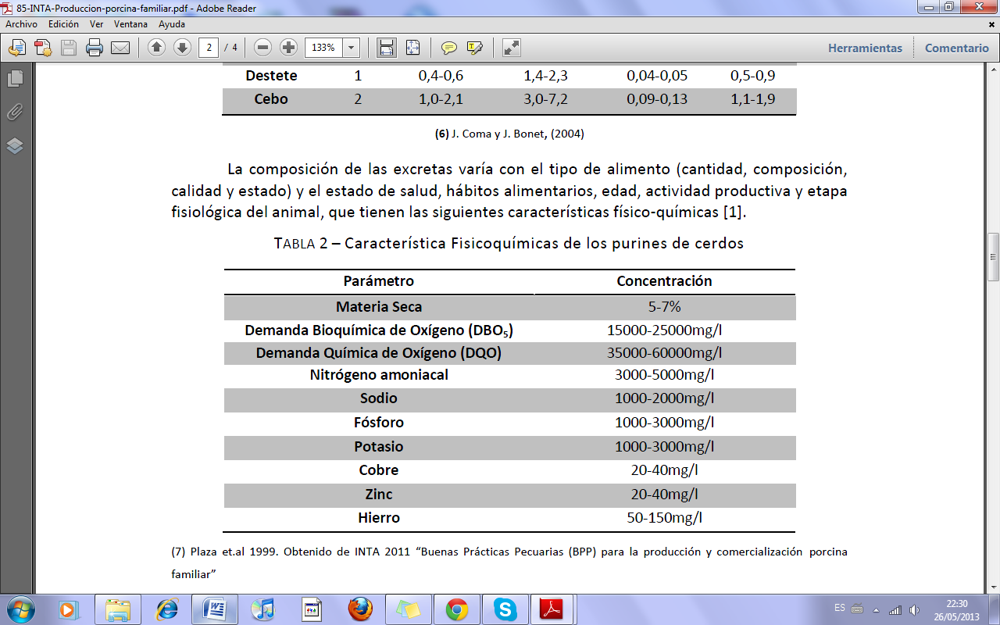 85-INTA-Produccion-porcina-familiar.pdf - Adobe Reader
Archivo Edición Ver Ventana Ayuda
2 / 4 133% Herramientas Comentario
Destete 1 0,4-0,6 1,4-2,3 0,04-0,05 0,5-0,9
Cebo 2 1,0-2,1 3,0-7,2 0,09-0,13 1,1-1,9
(6) J. Coma y J. Bonet, (2004)
La composición de las excretas varía con el tipo de alimento (cantidad, composición,
calidad y estado) y el estado de salud, hábitos alimentarios, edad, actividad productiva y etapa
fisiológica del animal, que tienen las siguientes características físico-químicas [1].
TABLA 2 – Característica Fisicoquímicas de los purines de cerdos
Parámetro Concentración
Materia Seca 5-7%
Demanda Bioquímica de Oxígeno (DBO₅) 15000-25000mg/l
Demanda Química de Oxígeno (DQO) 35000-60000mg/l
Nitrógeno amoniacal 3000-5000mg/l
Sodio 1000-2000mg/l
Fósforo 1000-3000mg/l
Potasio 1000-3000mg/l
Cobre 20-40mg/l
Zinc 20-40mg/l
Hierro 50-150mg/l
(7) Plaza et.al 1999. Obtenido de INTA 2011 “Buenas Prácticas Pecuarias (BPP) para la producción y comercialización porcina
familiar”
ES 22:30
26/05/2013